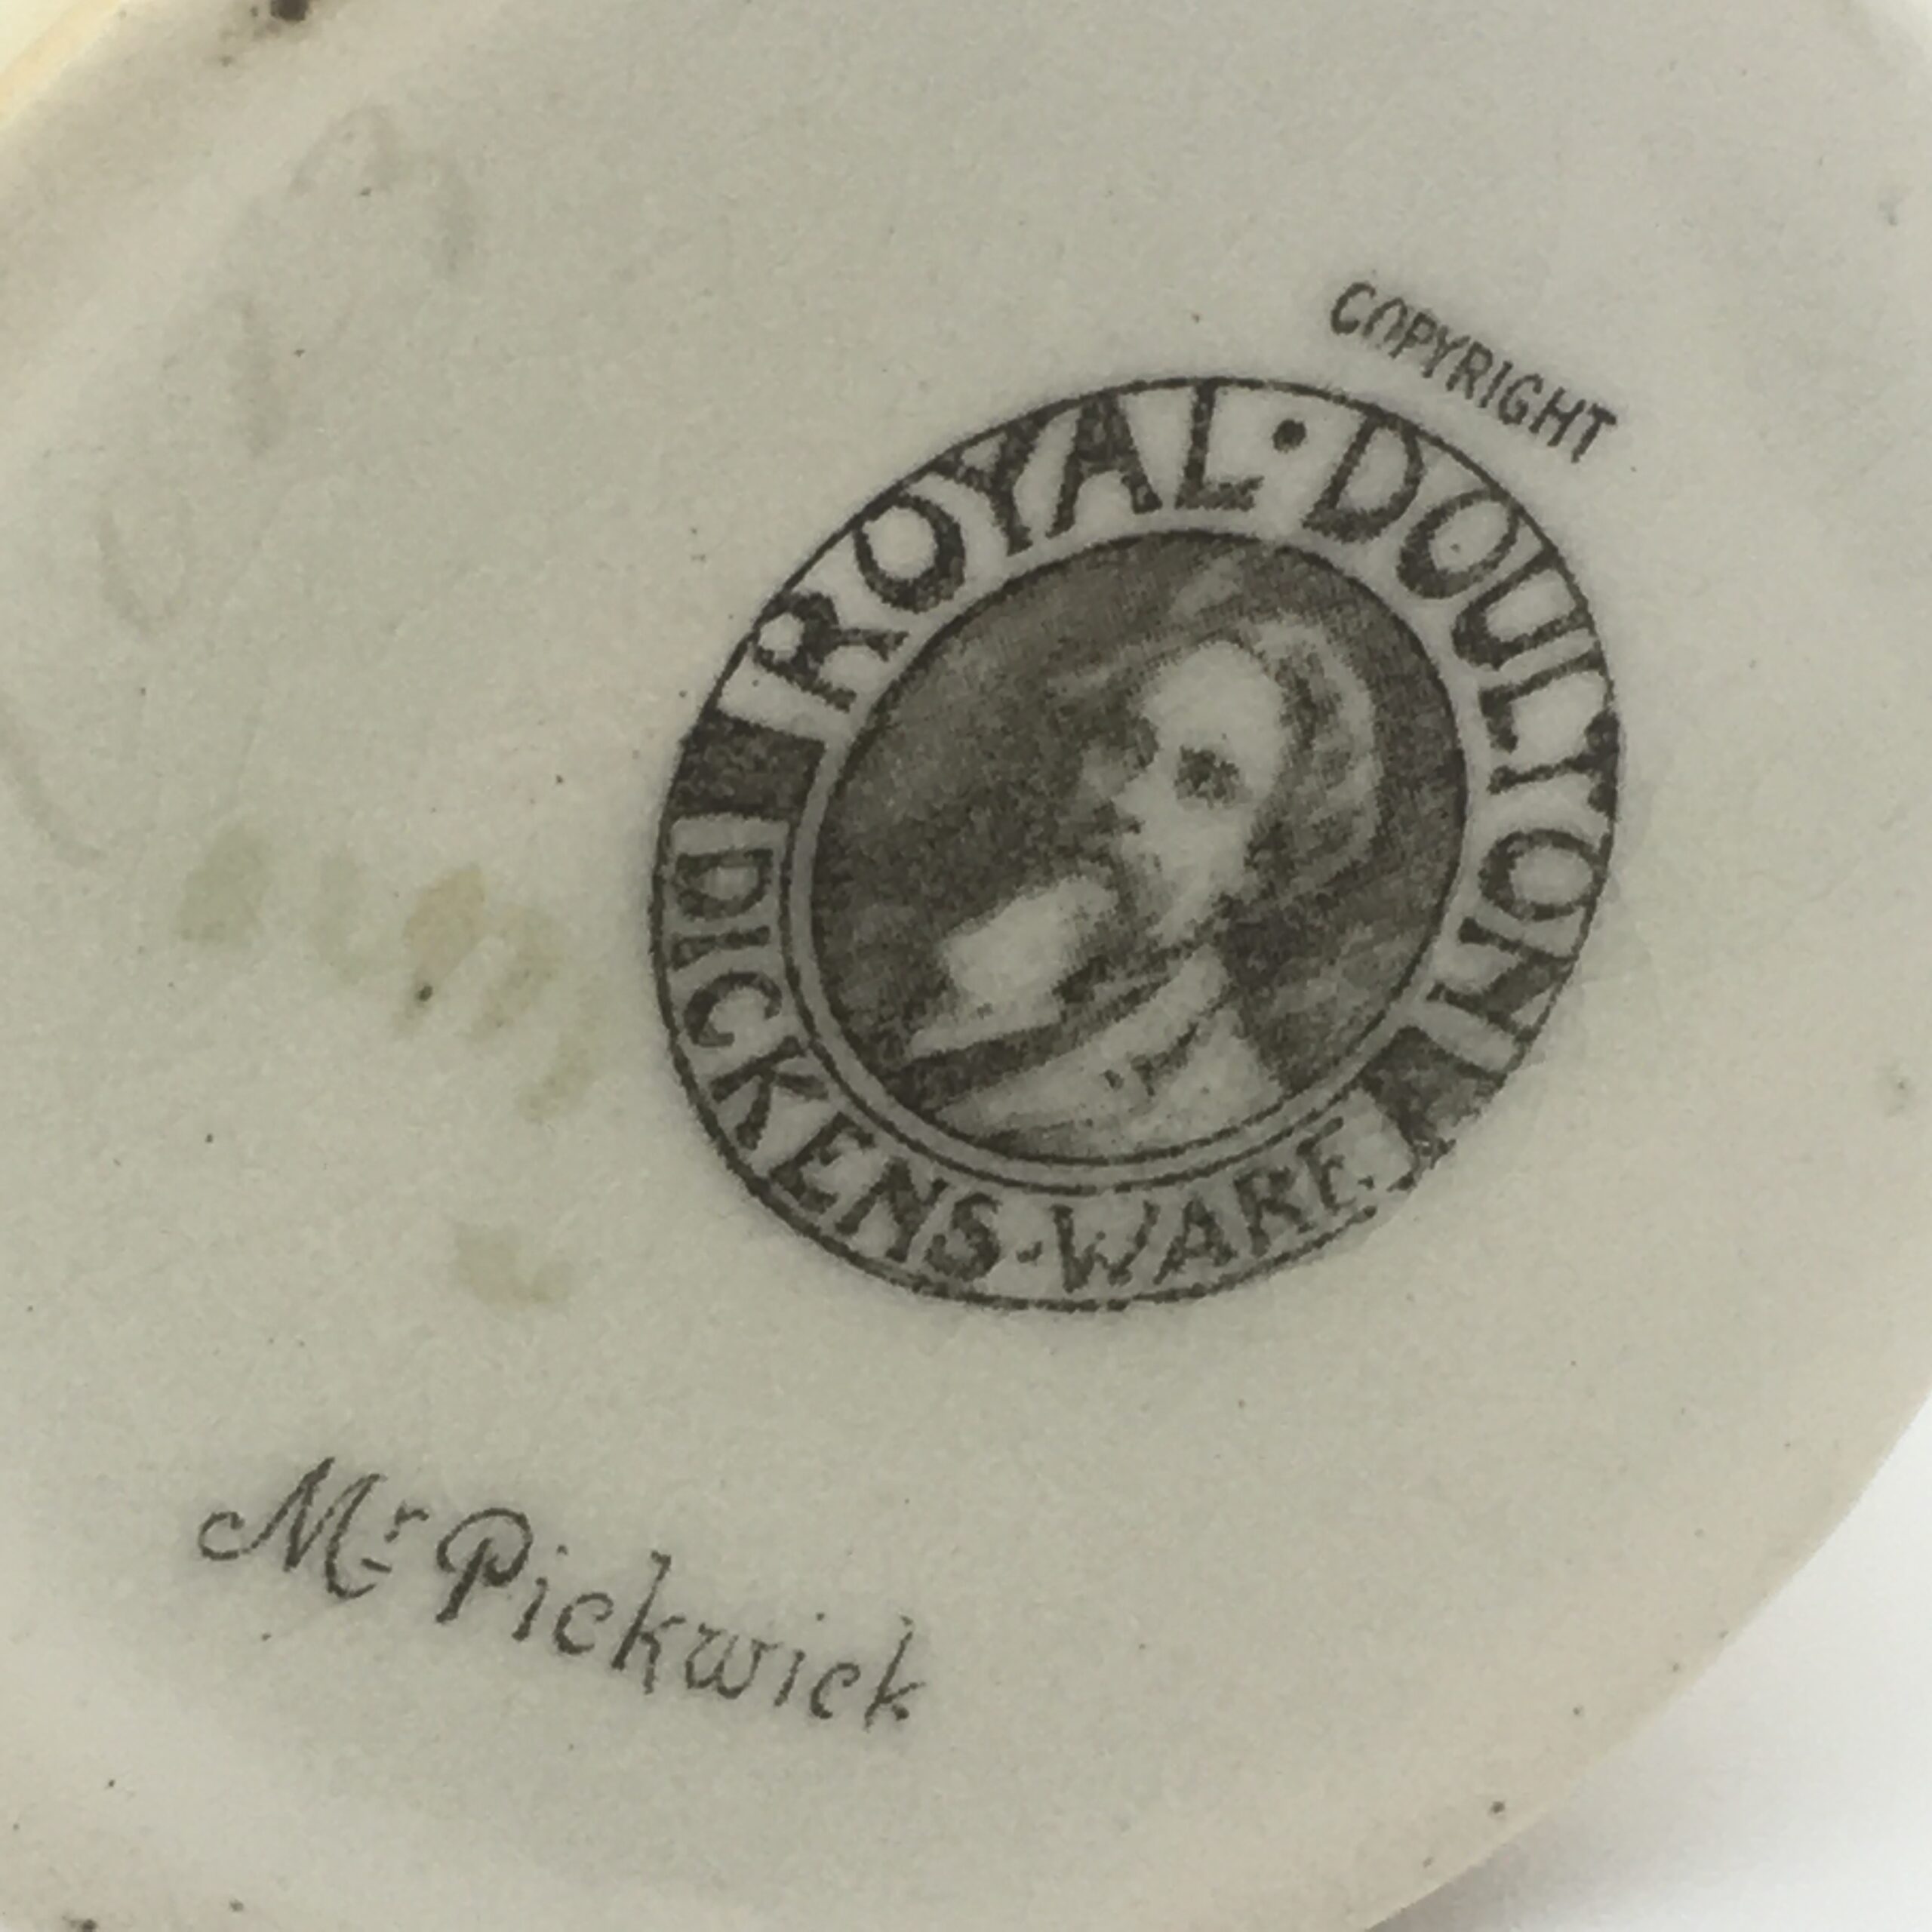 COPYRIGHT
ROYAL · DOULTON
DICKENS · WARE
Mr Pickwick